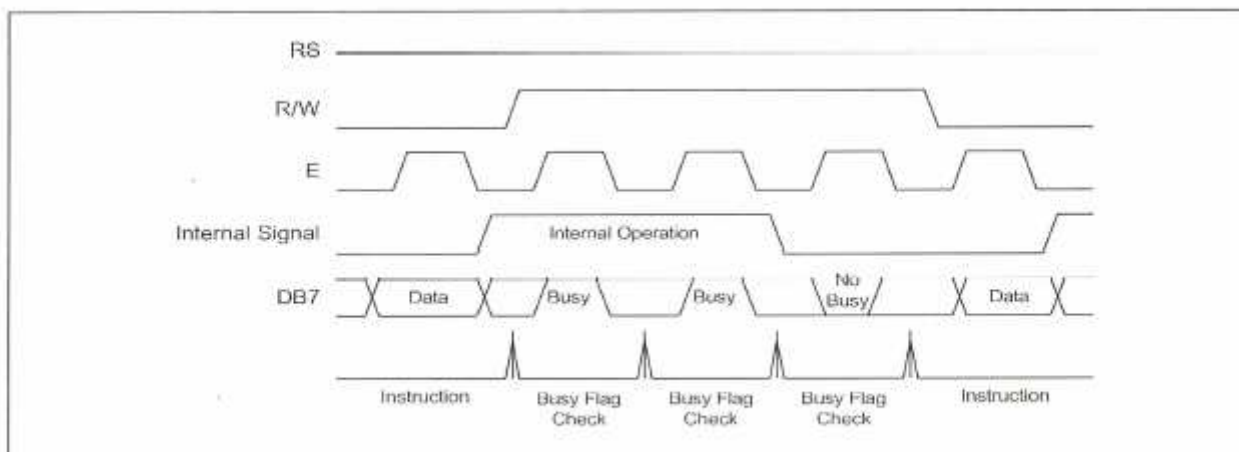 RS
R/W
E
Internal Signal
Internal Operation
DB7
Data
Busy
Busy
No
Busy
Data
Instruction
Busy Flag
Check
Busy Flag
Check
Busy Flag
Check
Instruction